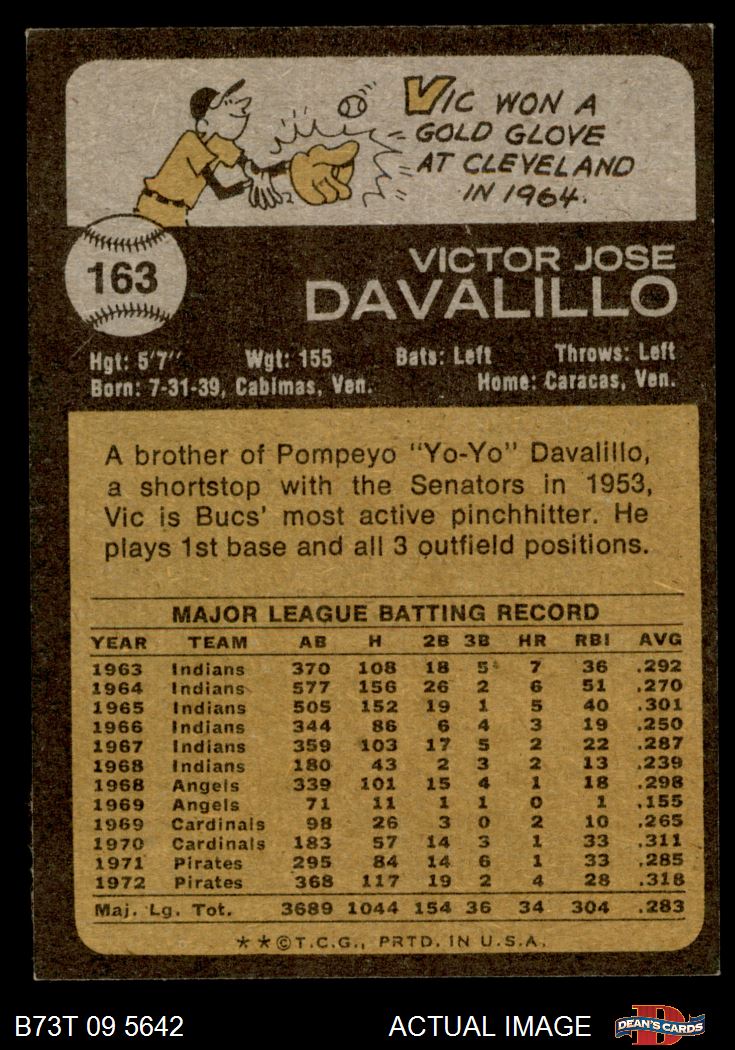 VIC WON A
GOLD GLOVE
AT CLEVELAND
IN 1964.
163
VICTOR JOSE
DAVALILLO
Hgt: 5'7" Wgt: 155 Bats: Left Throws: Left
Born: 7-31-39, Cabimas, Ven. Home: Caracas, Ven.
A brother of Pompeyo "Yo-Yo" Davalillo,
a shortstop with the Senators in 1953,
Vic is Bucs' most active pinchhitter. He
plays 1st base and all 3 outfield positions.
MAJOR LEAGUE BATTING RECORD
YEAR TEAM AB H 2B 3B HR RBI AVG
1963 Indians 370 108 18 5 7 36 .292
1964 Indians 577 156 26 2 6 51 .270
1965 Indians 505 152 19 1 5 40 .301
1966 Indians 344 86 6 4 3 19 .250
1967 Indians 359 103 17 5 2 22 .287
1968 Indians 180 43 2 3 2 13 .239
1968 Angels 339 101 15 4 1 18 .298
1969 Angels 71 11 1 1 0 1 .155
1969 Cardinals 98 26 3 0 2 10 .265
1970 Cardinals 183 57 14 3 1 33 .311
1971 Pirates 295 84 14 6 1 33 .285
1972 Pirates 368 117 19 2 4 28 .318
Maj. Lg. Tot. 3689 1044 154 36 34 304 .283
**©T.C.G., PRTD. IN U.S.A.
B73T 09 5642 ACTUAL IMAGE DEAN'S CARDS